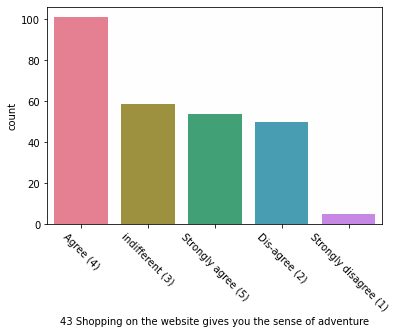 100
80
60
40
20
0
count
Agree (4)
indifferent (3)
Strongly agree (5)
Dis-agree (2)
Strongly disagree (1)
43 Shopping on the website gives you the sense of adventure